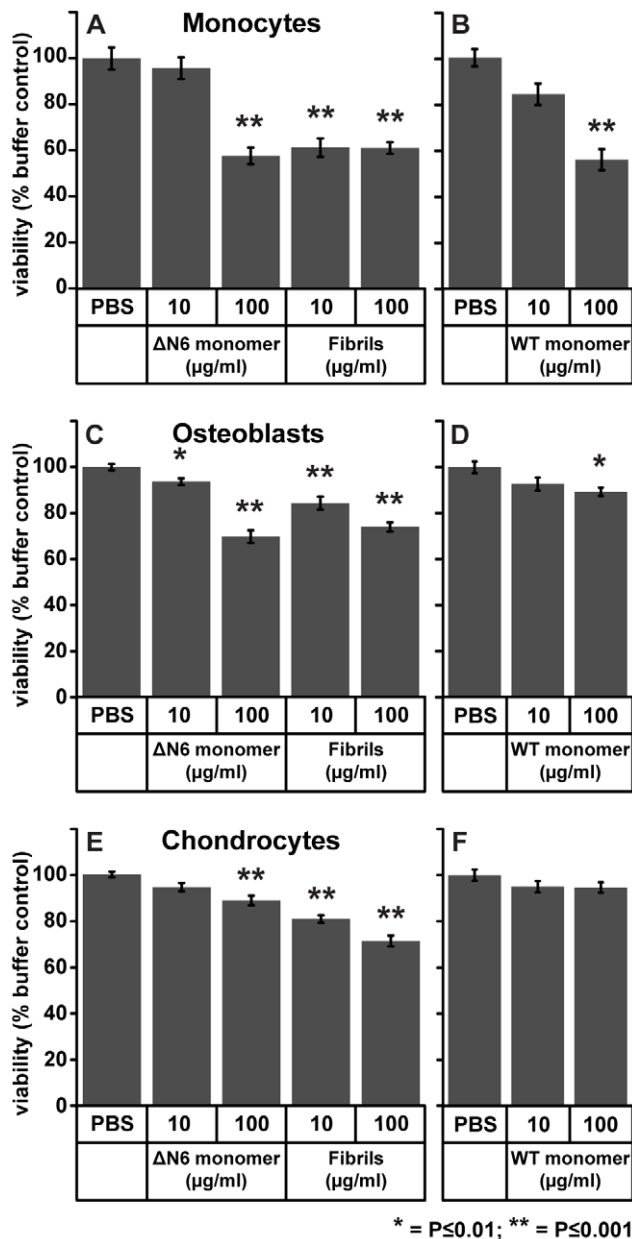 A Monocytes
B
viability (% buffer control)
100
80
60
40
20
0
** ** **
**
PBS 10 100 10 100
ΔN6 monomer (µg/ml) Fibrils (µg/ml)
PBS 10 100
WT monomer (µg/ml)
C Osteoblasts
D
viability (% buffer control)
100
80
60
40
20
0
* ** ** **
*
PBS 10 100 10 100
ΔN6 monomer (µg/ml) Fibrils (µg/ml)
PBS 10 100
WT monomer (µg/ml)
E Chondrocytes
F
viability (% buffer control)
100
80
60
40
20
0
** ** **
PBS 10 100 10 100
ΔN6 monomer (µg/ml) Fibrils (µg/ml)
PBS 10 100
WT monomer (µg/ml)
* = P≤0.01; ** = P≤0.001